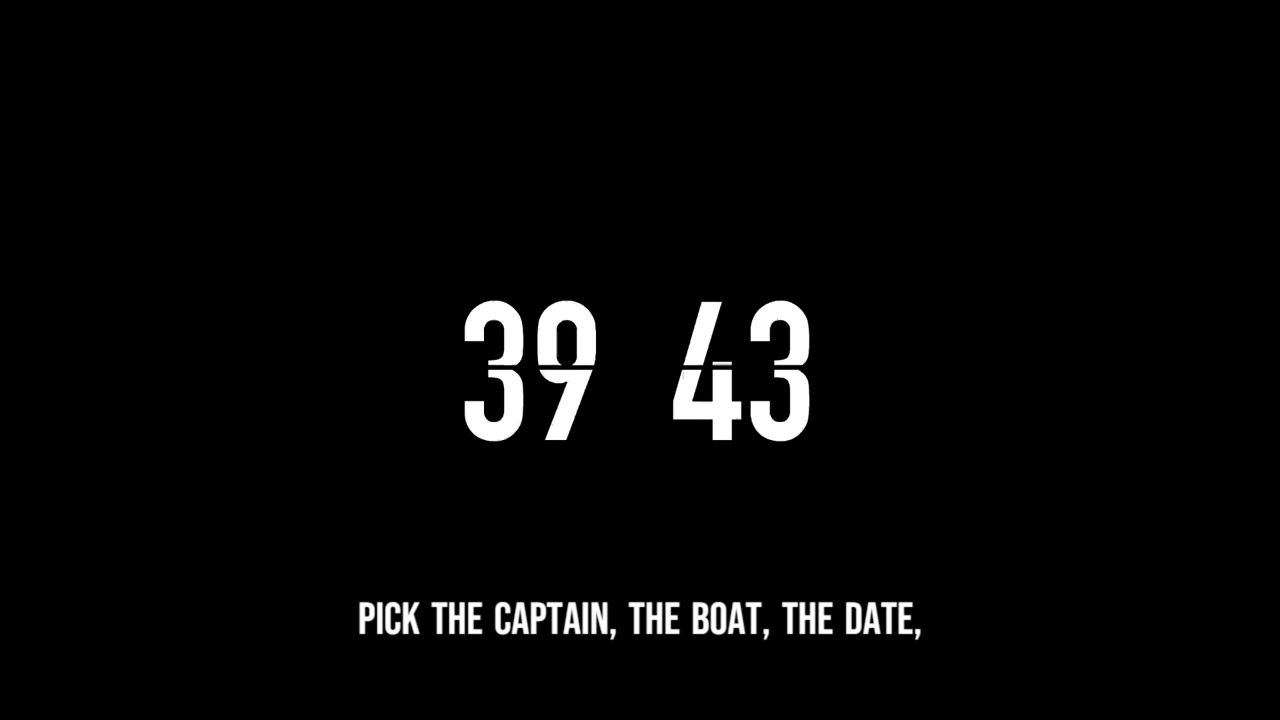 39 43
PICK THE CAPTAIN, THE BOAT, THE DATE,